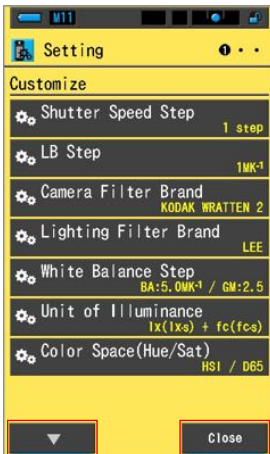 M11
Setting ❶··
Customize
Shutter Speed Step
1 step
LB Step
1MK⁻¹
Camera Filter Brand
KODAK WRATTEN 2
Lighting Filter Brand
LEE
White Balance Step
BA:5.0MK⁻¹ / GM:2.5
Unit of Illuminance
lx(lx·s) + fc(fc·s)
Color Space(Hue/Sat)
HSI / D65
▼ Close